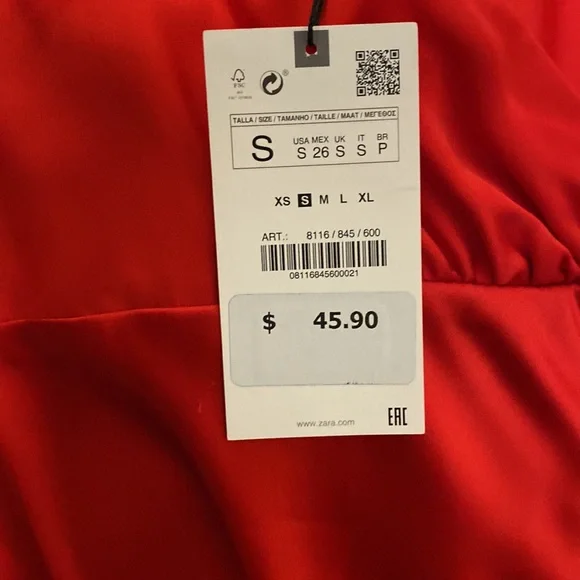 FSC
®
TALLA / SIZE / TAMANHO / TAILLE / MAAT / ΜΕΓΕΘΟΣ
S
USA MEX UK IT BR
S 26 S S P
XS S M L XL
ART.: 8116 / 845 / 600
08116845600021
$ 45.90
www.zara.com
EAC